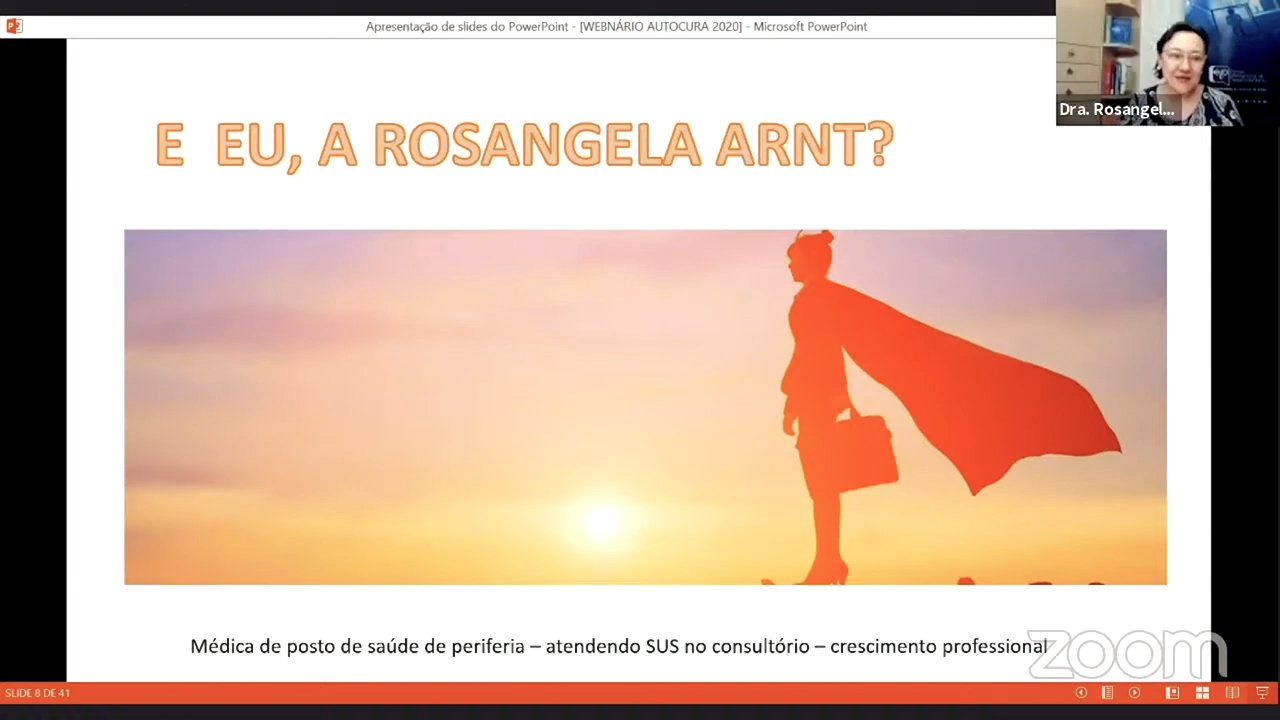 Apresentação de slides do PowerPoint - [WEBNÁRIO AUTOCURA 2020] - Microsoft PowerPoint
Dra. Rosangel...
E EU, A ROSANGELA ARNT?
Médica de posto de saúde de periferia – atendendo SUS no consultório – crescimento professional
zoom
SLIDE 8 DE 41